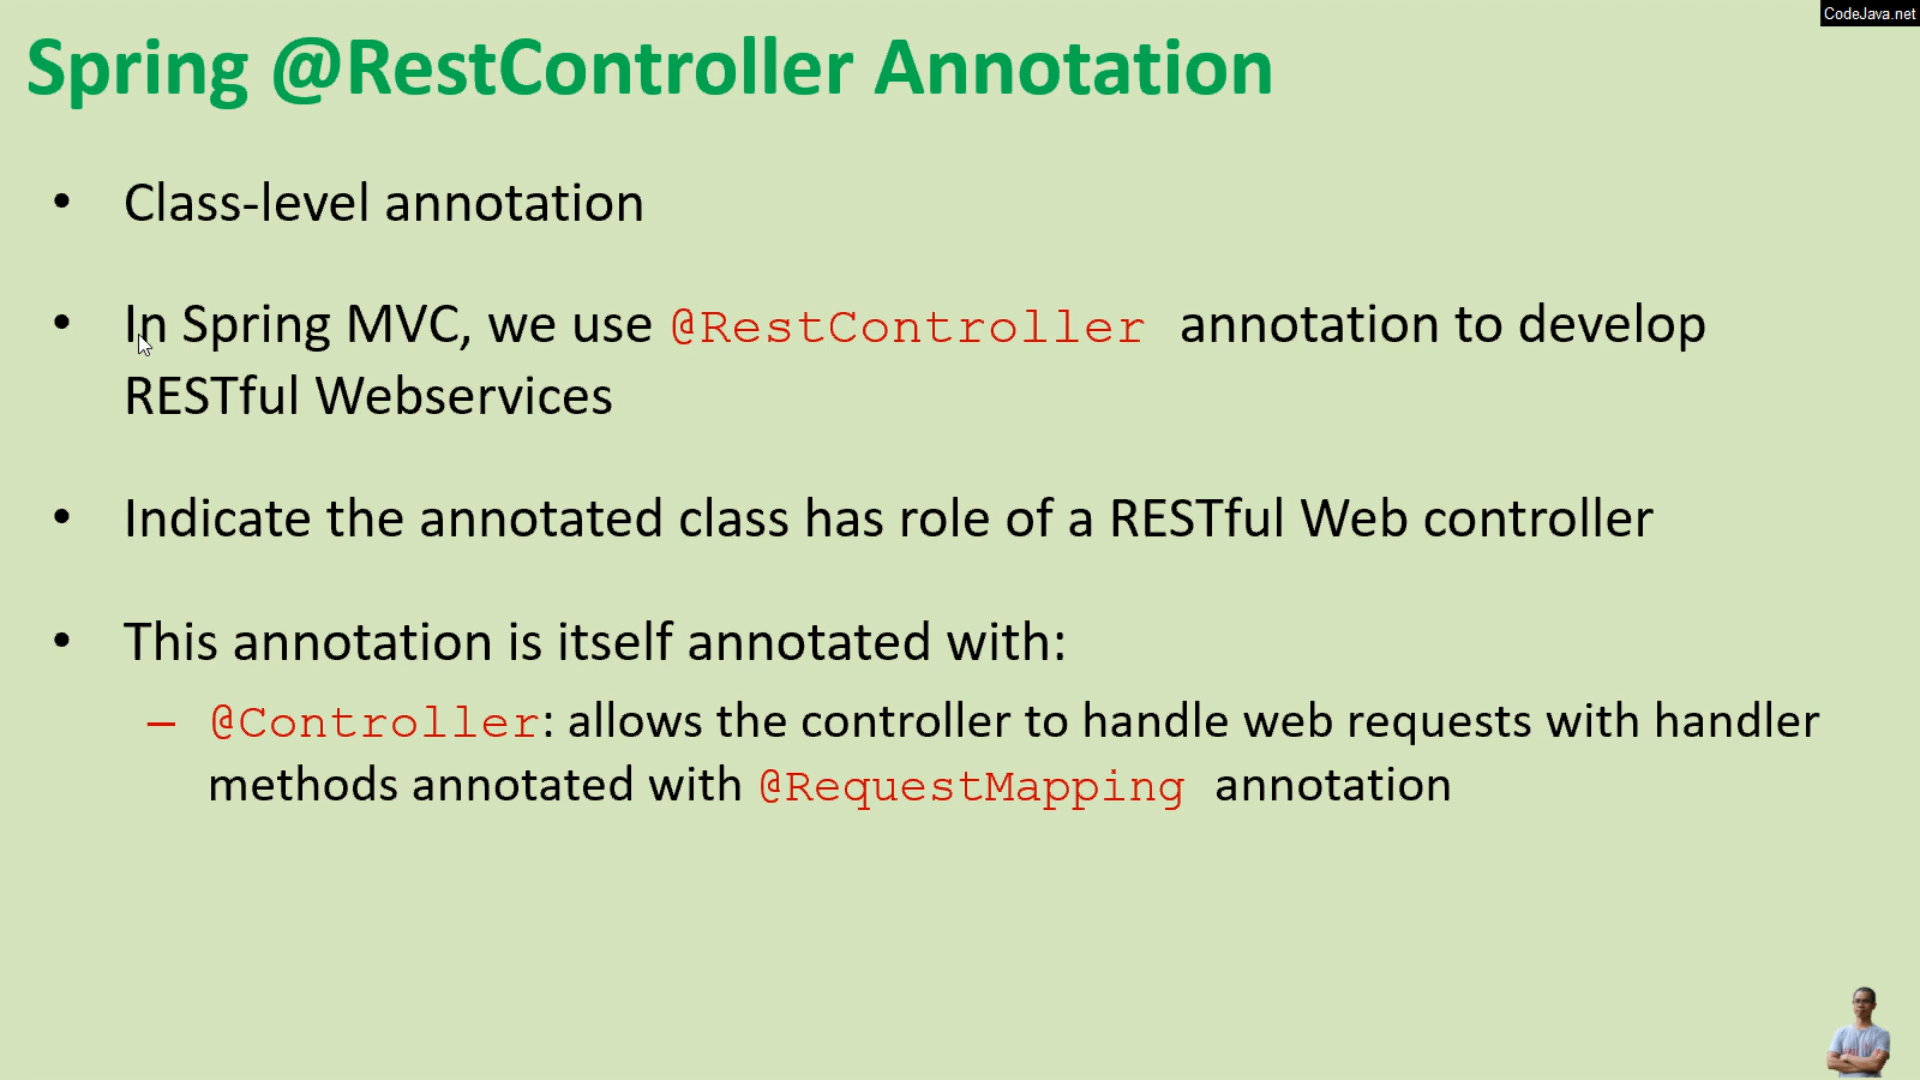 CodeJava.net
Spring @RestController Annotation
• Class-level annotation
• In Spring MVC, we use @RestController annotation to develop
RESTful Webservices
• Indicate the annotated class has role of a RESTful Web controller
• This annotation is itself annotated with:
– @Controller: allows the controller to handle web requests with handler
methods annotated with @RequestMapping annotation